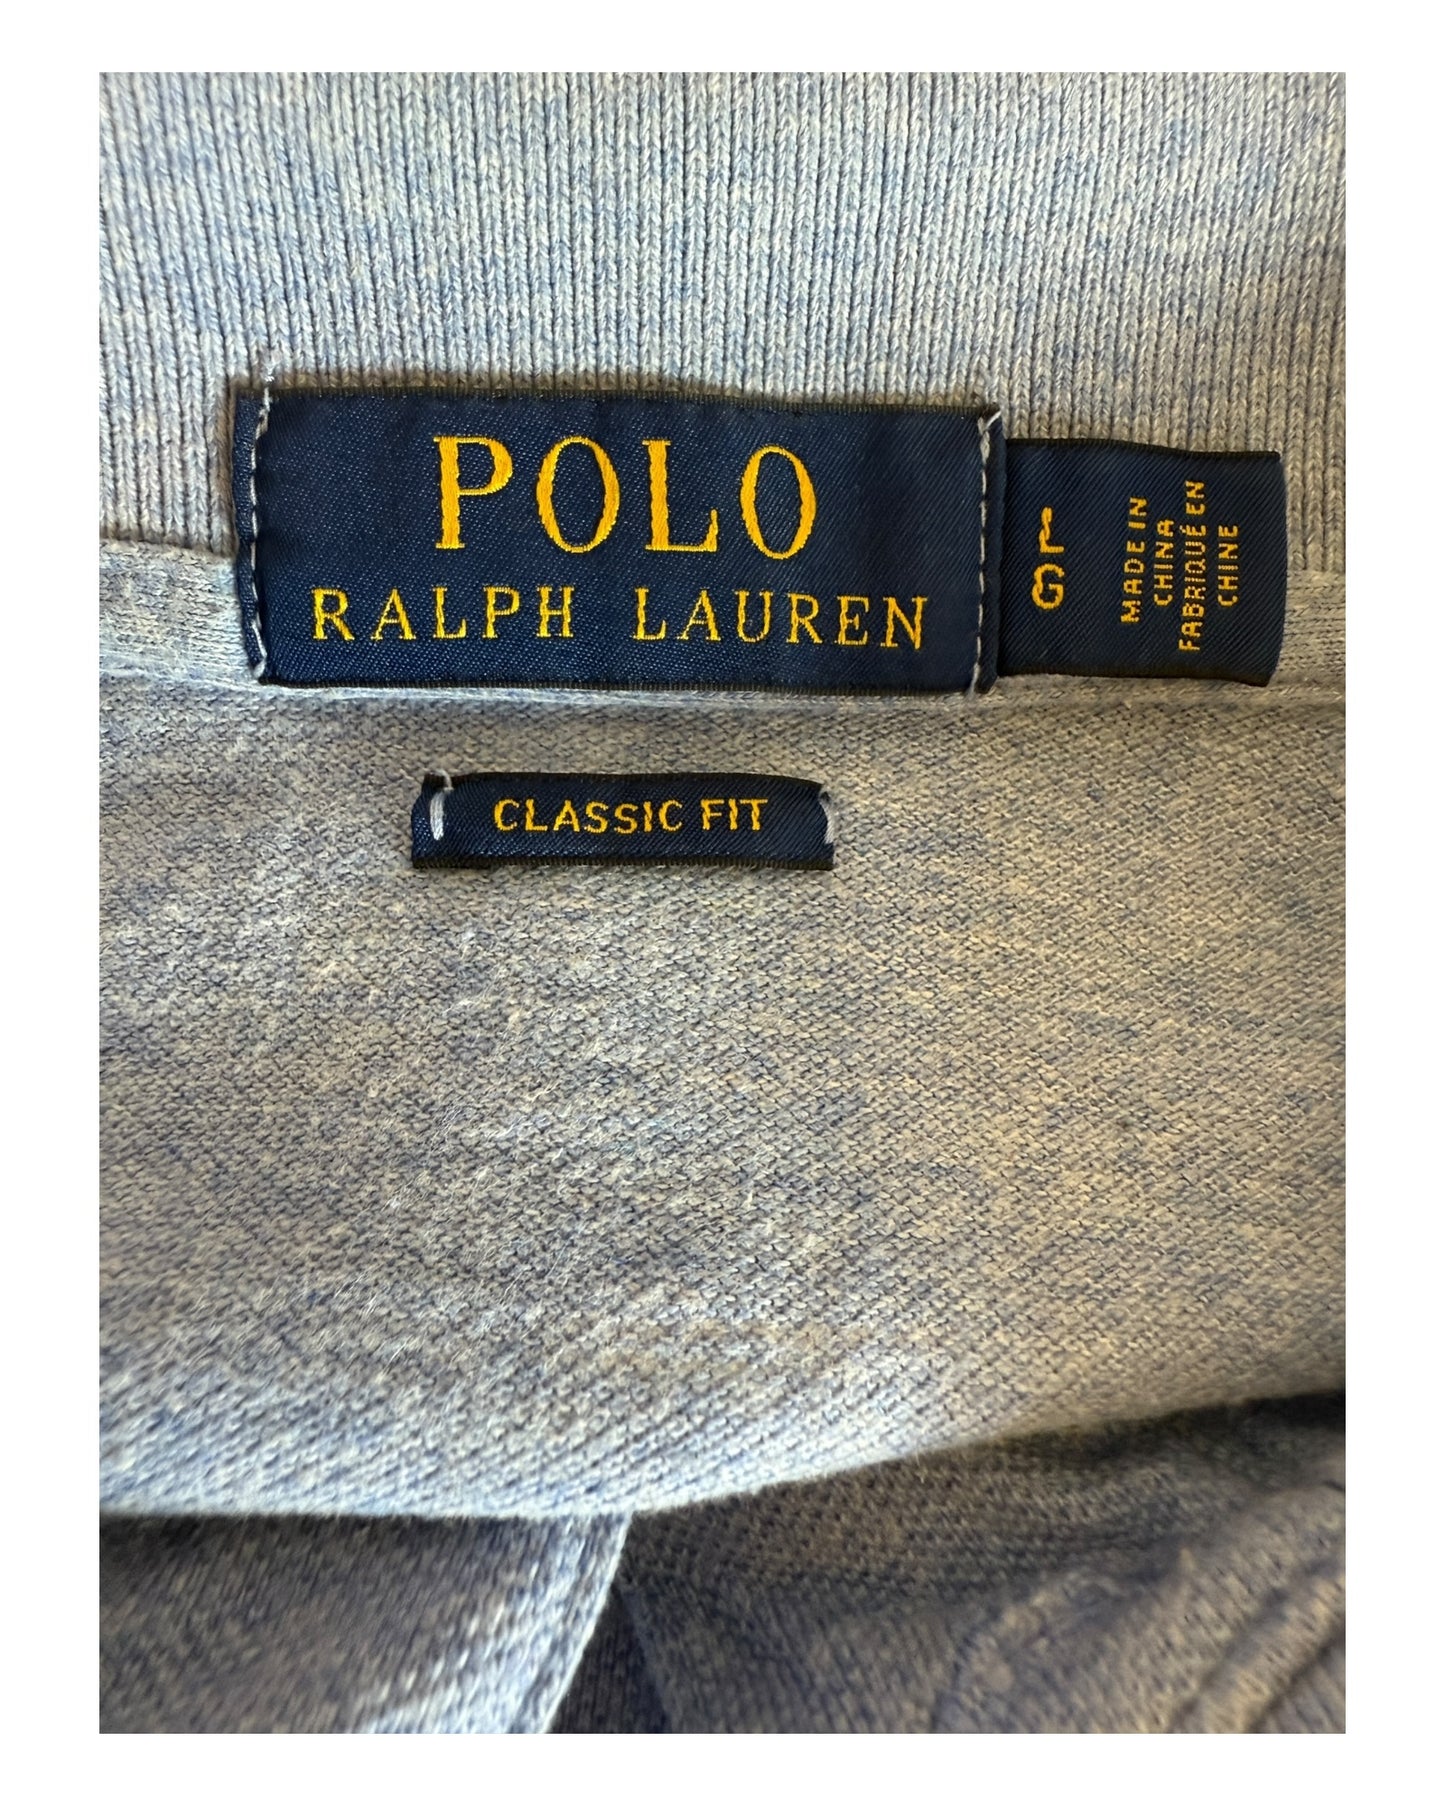 POLO
RALPH LAUREN
MADE IN
CHINA
FABRIQUÉ EN
CHINE
CLASSIC FIT